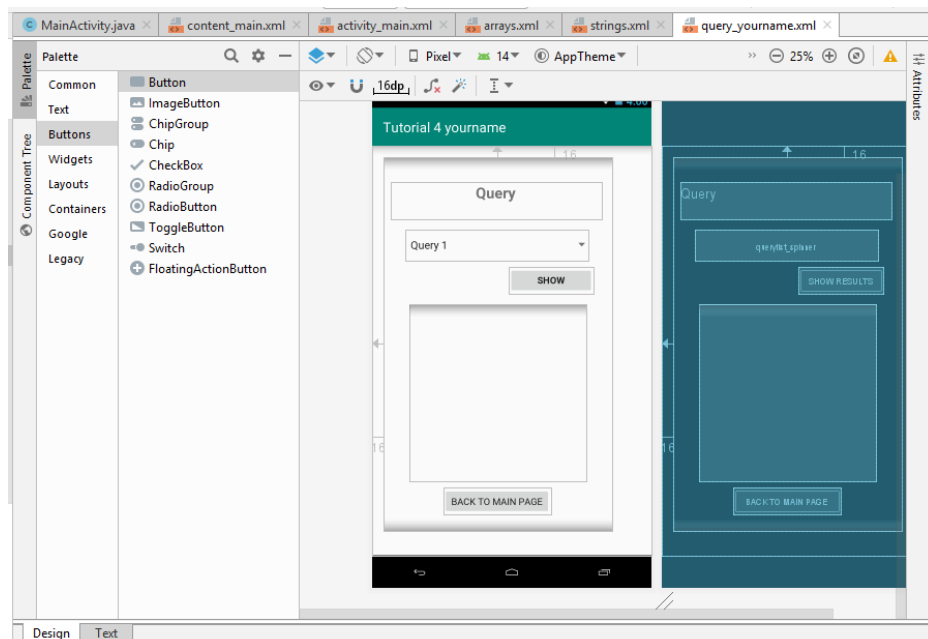 MainActivity.java content_main.xml activity_main.xml arrays.xml strings.xml query_yourname.xml
Palette
Component Tree
Attributes
Palette
Pixel 14 AppTheme 25%
16dp
Common
Text
Buttons
Widgets
Layouts
Containers
Google
Legacy
Button
ImageButton
ChipGroup
Chip
CheckBox
RadioGroup
RadioButton
ToggleButton
Switch
FloatingActionButton
Tutorial 4 yourname
16
Query
Query 1
SHOW
16
BACK TO MAIN PAGE
16
Query
querylist_spinner
SHOW RESULTS
16
BACK TO MAIN PAGE
Design Text